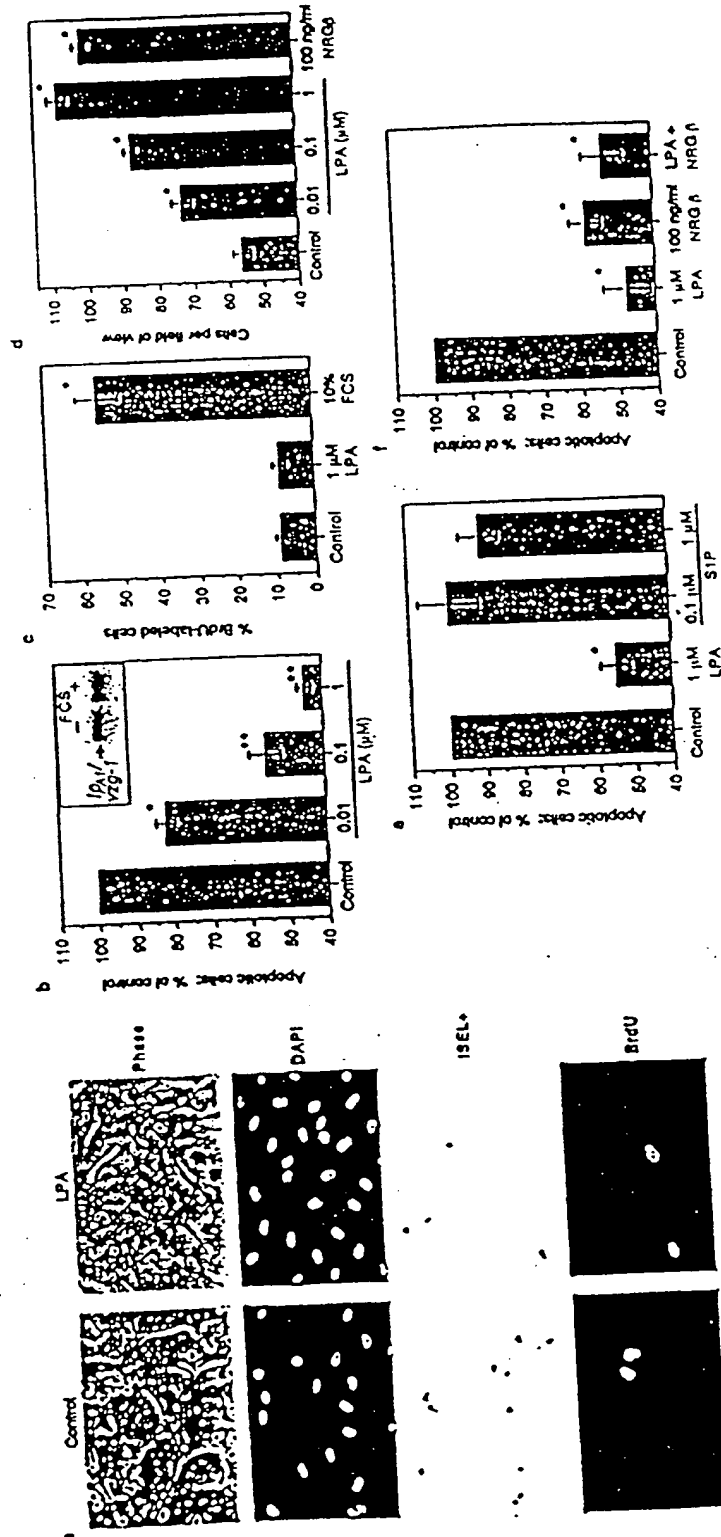 a
Control
LPA
Phase
DAPI
ISEL+
BrdU
b
Apoptotic cells: % of control
110
100
90
80
70
60
50
40
FCS
− +
lpA1/
vzg-1
*
**
**
Control
0.01
0.1
1
LPA (μM)
c
% BrdU-labeled cells
70
60
50
40
30
20
10
0
*
Control
1 μM
LPA
10%
FCS
d
Cells per field of view
100
90
80
70
60
50
40
*
*
*
*
Control
0.01
0.1
1
LPA (μM)
100 ng/ml
NRGβ
e
Apoptotic cells: % of control
110
100
90
80
70
60
50
40
*
Control
1 μM
LPA
0.1 μM
1 μM
S1P
f
Apoptotic cells: % of control
110
100
90
80
70
60
50
40
*
*
*
Control
1 μM
LPA
100 ng/ml
NRG β
LPA +
NRG β